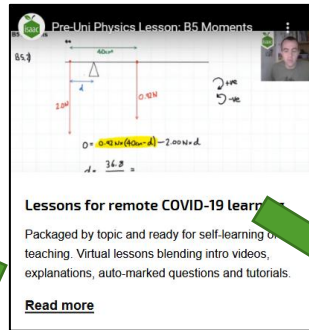 isaac
Pre-Uni Physics Lesson: B5 Moments
B5.9
40cm
d
2.0N
0.92N
+ve
-ve
0 = 0.92N×(40cm-d) - 2.00N×d
d = 36.8 =
Lessons for remote COVID-19
Packaged by topic and ready for self-learning
teaching. Virtual lessons blending intro videos,
explanations, auto-marked questions and tutorials.
Read more